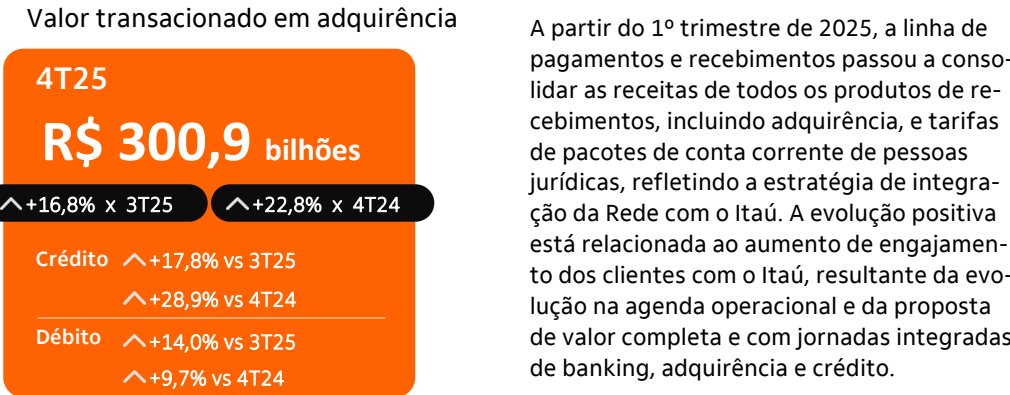 Valor transacionado em adquirência
4T25
R$ 300,9 bilhões
+16,8% x 3T25
+22,8% x 4T24
Crédito +17,8% vs 3T25
+28,9% vs 4T24
Débito +14,0% vs 3T25
+9,7% vs 4T24
A partir do 1º trimestre de 2025, a linha de
pagamentos e recebimentos passou a conso-
lidar as receitas de todos os produtos de re-
cebimentos, incluindo adquirência, e tarifas
de pacotes de conta corrente de pessoas
jurídicas, refletindo a estratégia de integra-
ção da Rede com o Itaú. A evolução positiva
está relacionada ao aumento de engajamen-
to dos clientes com o Itaú, resultante da evo-
lução na agenda operacional e da proposta
de valor completa e com jornadas integradas
de banking, adquirência e crédito.